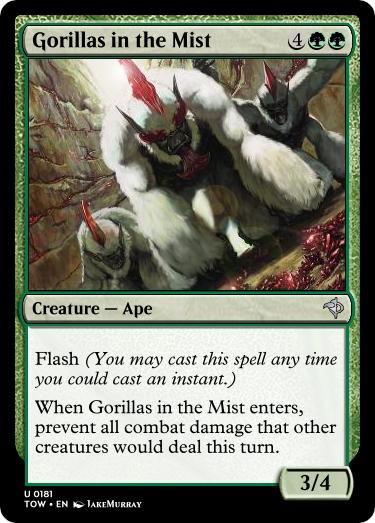 Gorillas in the Mist 4
Creature — Ape
Flash (You may cast this spell any time
you could cast an instant.)
When Gorillas in the Mist enters,
prevent all combat damage that other
creatures would deal this turn.
3/4
U 0181
TOW • EN JakeMurray